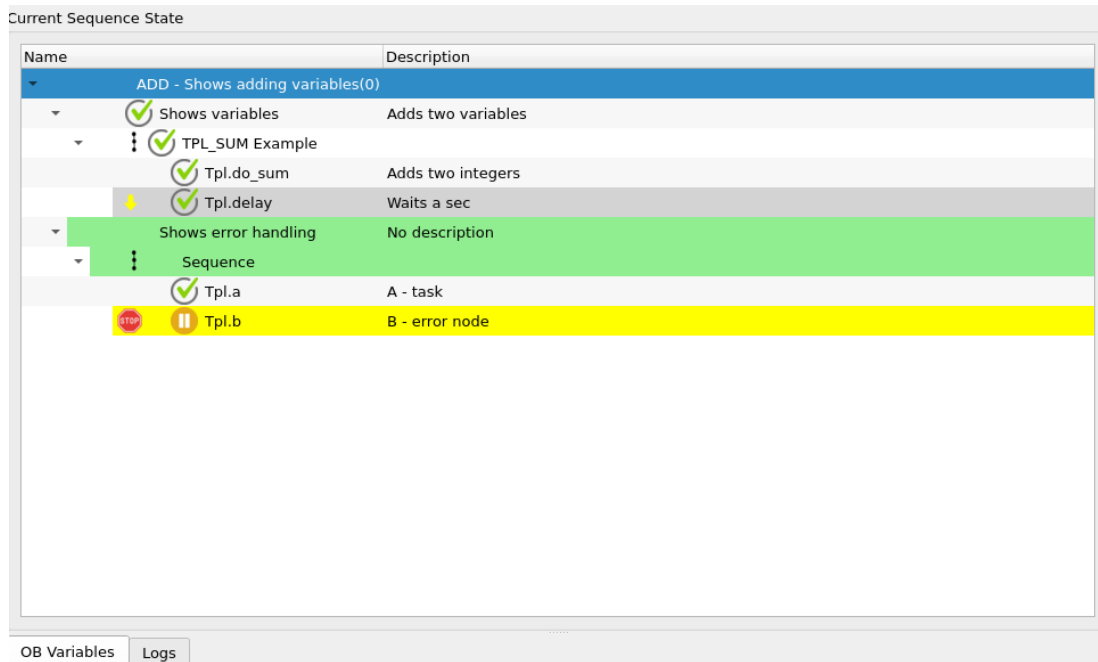 Current Sequence State
Name Description
ADD - Shows adding variables(0)
Shows variables Adds two variables
TPL_SUM Example
Tpl.do_sum Adds two integers
Tpl.delay Waits a sec
Shows error handling No description
Sequence
Tpl.a A - task
STOP Tpl.b B - error node
OB Variables Logs